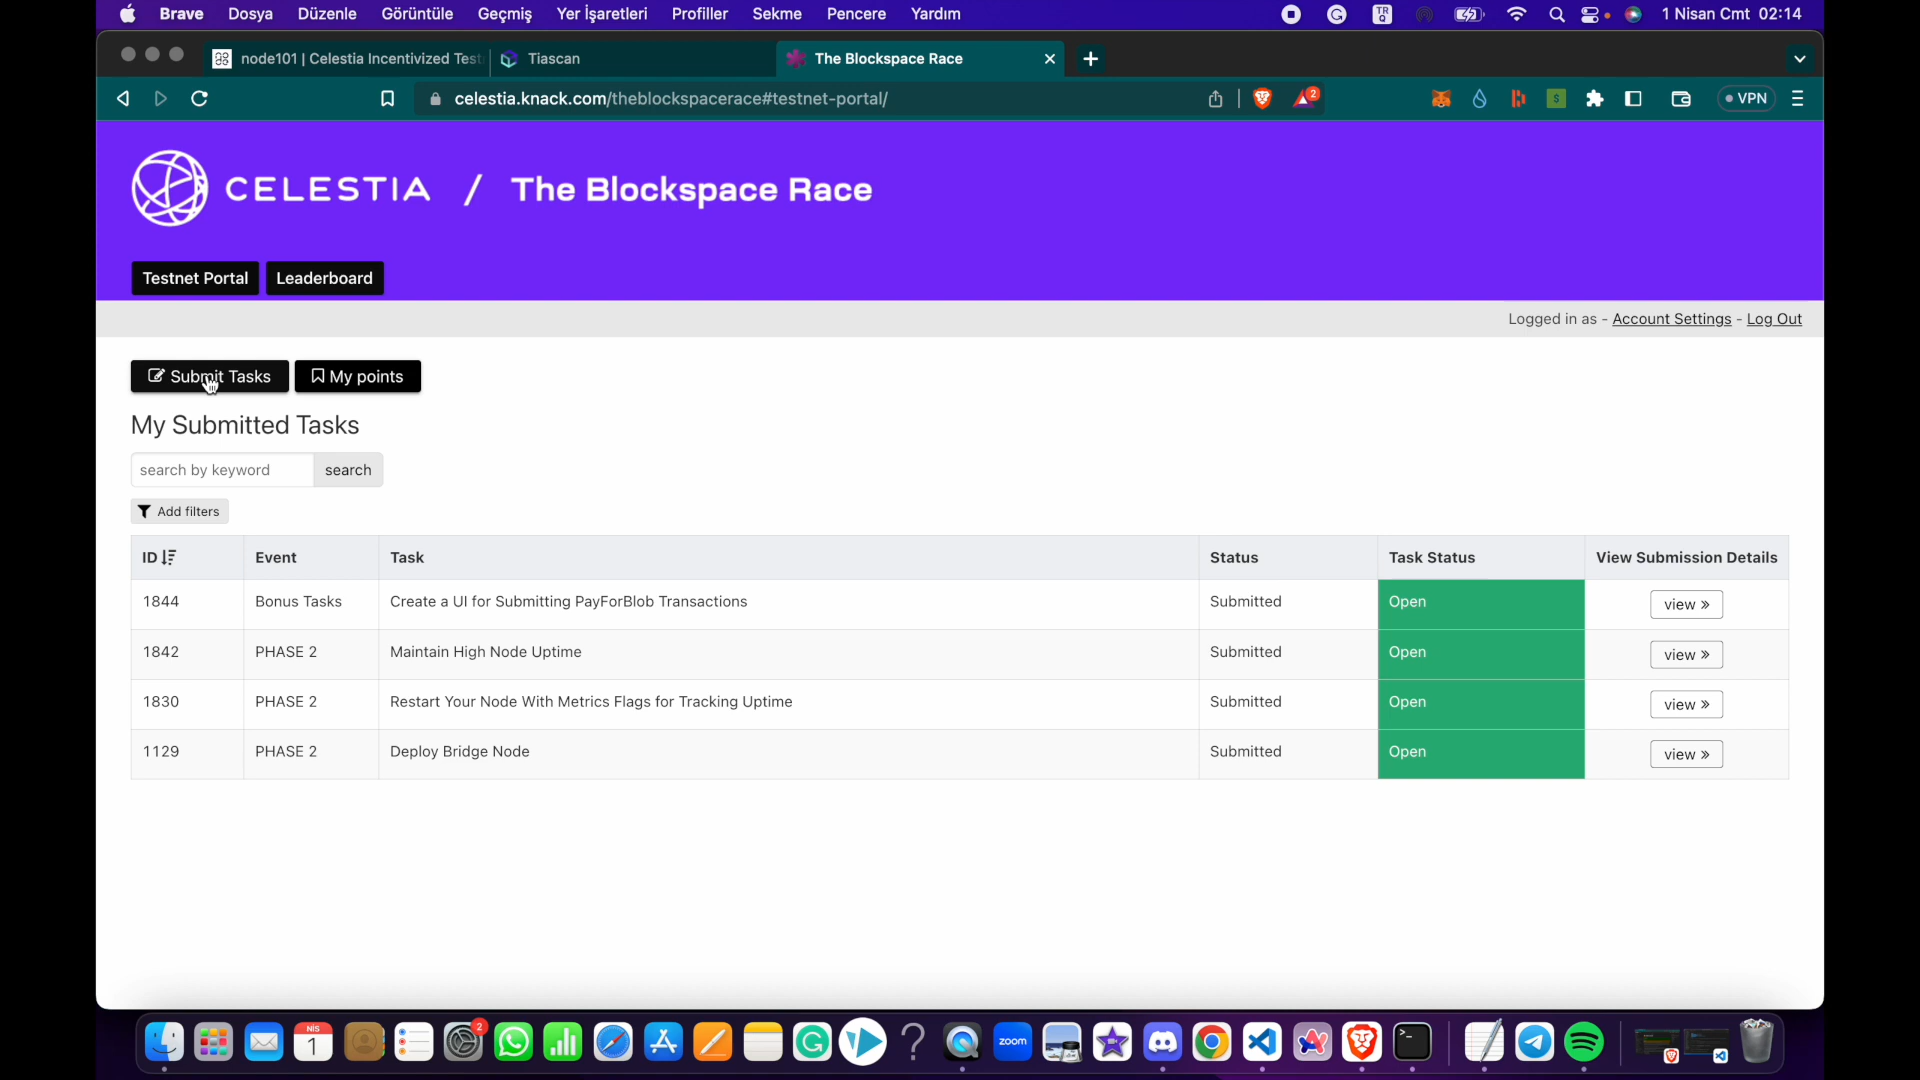 Brave Dosya Düzenle Görüntüle Geçmiş Yer İşaretleri Profiller Sekme Pencere Yardım TR Q 1 Nisan Cmt 02:14
node101 | Celestia Incentivized Test Tiascan The Blockspace Race
celestia.knack.com/theblockspacerace#testnet-portal/ 2 VPN
CELESTIA / The Blockspace Race
Testnet Portal Leaderboard
Logged in as - Account Settings - Log Out
Submit Tasks My points
My Submitted Tasks
search by keyword search
Add filters
ID Event Task Status Task Status View Submission Details
1844 Bonus Tasks Create a UI for Submitting PayForBlob Transactions Submitted Open view »
1842 PHASE 2 Maintain High Node Uptime Submitted Open view »
1830 PHASE 2 Restart Your Node With Metrics Flags for Tracking Uptime Submitted Open view »
1129 PHASE 2 Deploy Bridge Node Submitted Open view »
NİS 1 2 zoom